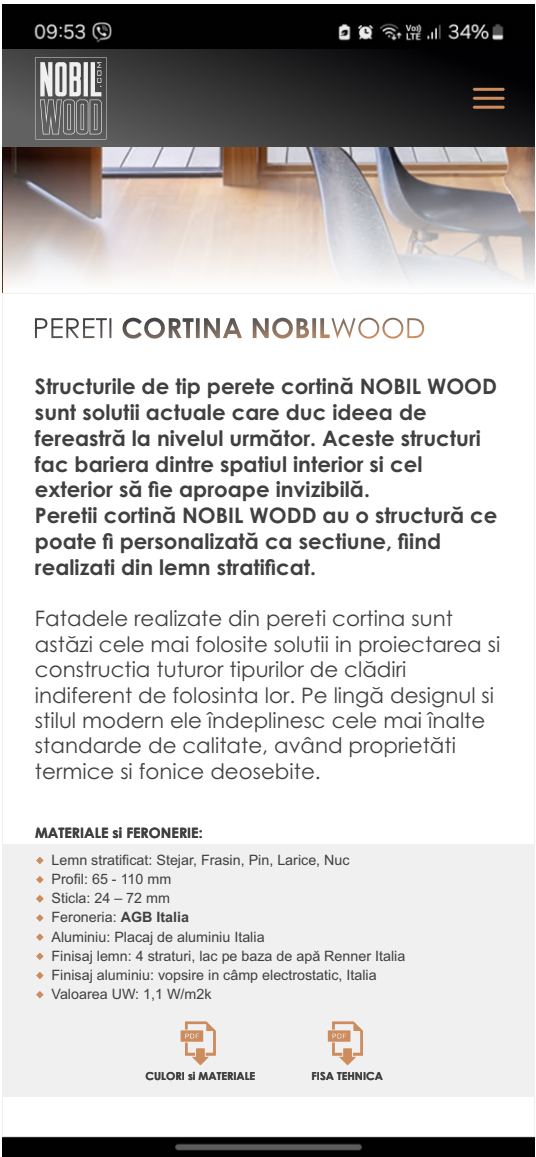 09:53
Vo))
LTE
34%
NOBIL
.COM
WOOD
PERETI CORTINA NOBILWOOD
Structurile de tip perete cortină NOBIL WOOD
sunt solutii actuale care duc ideea de
fereastră la nivelul următor. Aceste structuri
fac bariera dintre spatiul interior si cel
exterior să fie aproape invizibilă.
Peretii cortină NOBIL WODD au o structură ce
poate fi personalizată ca sectiune, fiind
realizati din lemn stratificat.
Fatadele realizate din pereti cortina sunt
astăzi cele mai folosite solutii in proiectarea si
constructia tuturor tipurilor de clădiri
indiferent de folosinta lor. Pe lingă designul si
stilul modern ele îndeplinesc cele mai înalte
standarde de calitate, având proprietăti
termice si fonice deosebite.
MATERIALE si FERONERIE:
Lemn stratificat: Stejar, Frasin, Pin, Larice, Nuc
Profil: 65 - 110 mm
Sticla: 24 – 72 mm
Feroneria: AGB Italia
Aluminiu: Placaj de aluminiu Italia
Finisaj lemn: 4 straturi, lac pe baza de apă Renner Italia
Finisaj aluminiu: vopsire in câmp electrostatic, Italia
Valoarea UW: 1,1 W/m2k
PDF PDF
CULORI si MATERIALE FISA TEHNICA